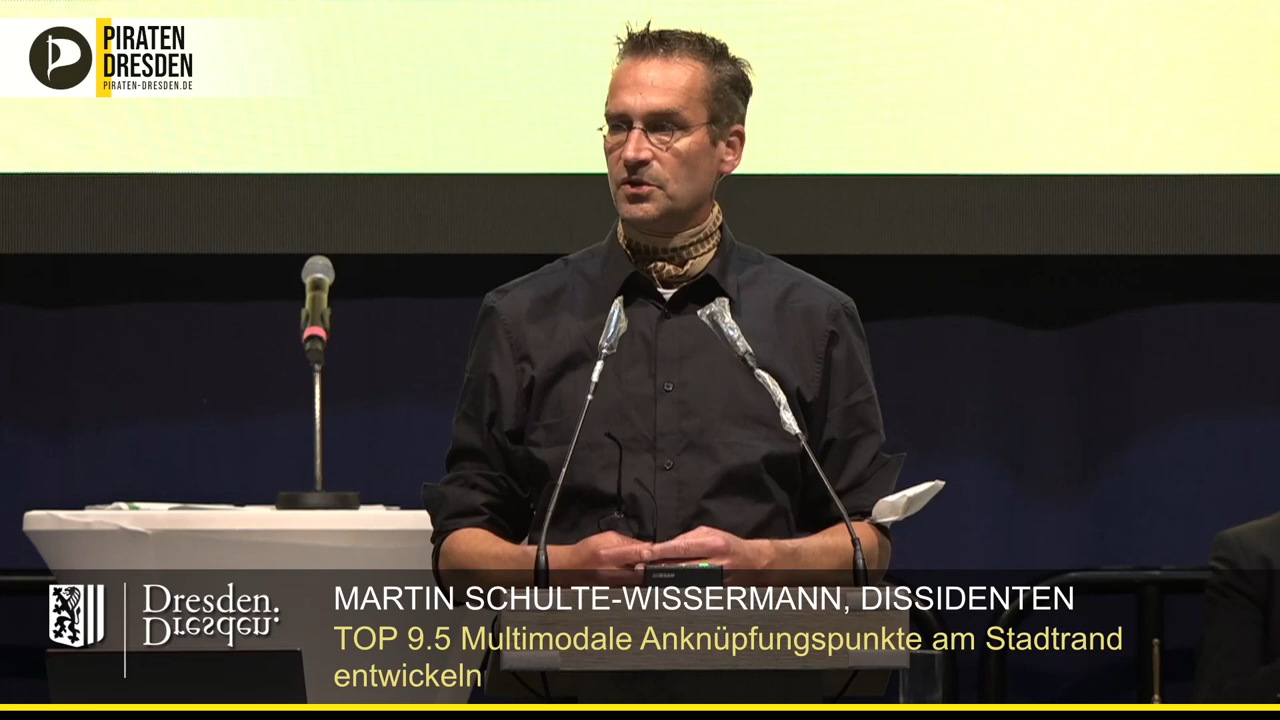 PIRATEN
DRESDEN
PIRATEN-DRESDEN.DE
Dresden.
Dresden.
MARTIN SCHULTE-WISSERMANN, DISSIDENTEN
TOP 9.5 Multimodale Anknüpfungspunkte am Stadtrand
entwickeln